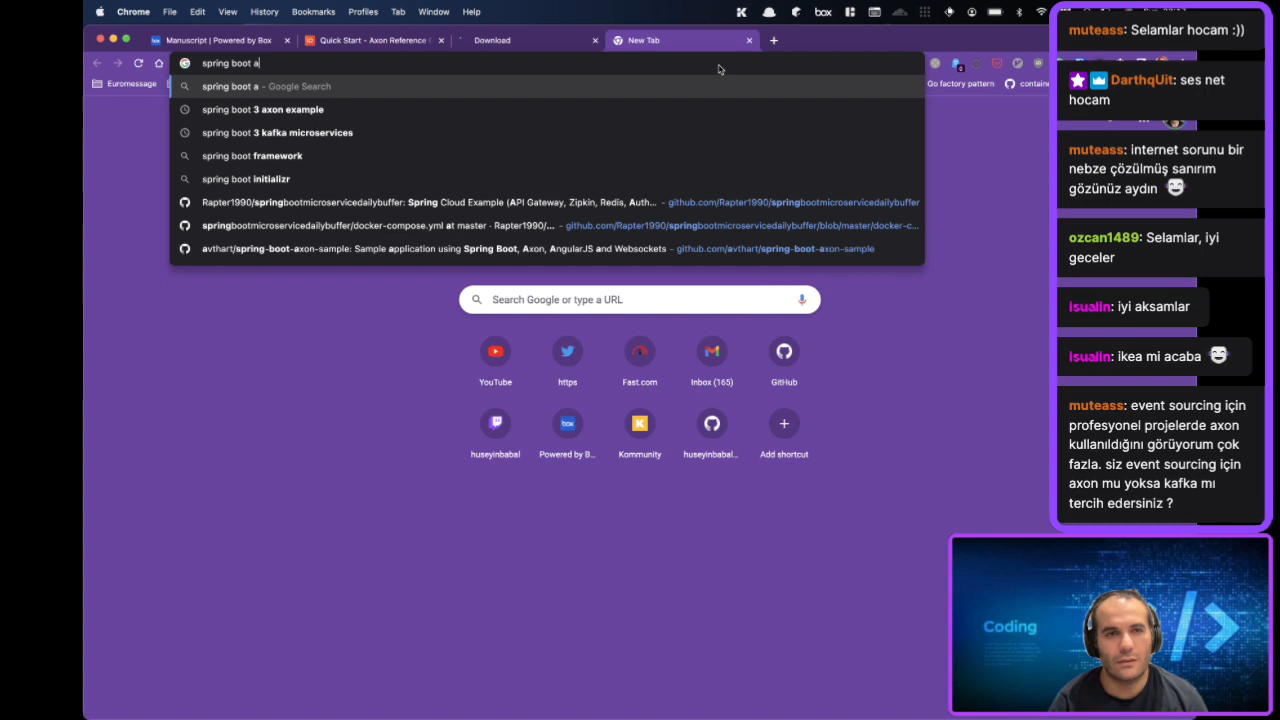 Chrome File Edit View History Bookmarks Profiles Tab Window Help
box
Manuscript | Powered by Box
Quick Start - Axon Reference
Download
New Tab
spring boot a
Euromessage
Go factory pattern
spring boot a - Google Search
spring boot 3 axon example
spring boot 3 kafka microservices
spring boot framework
spring boot initializr
Rapter1990/springbootmicroservicedailybuffer: Spring Cloud Example (API Gateway, Zipkin, Redis, Auth... - github.com/Rapter1990/springbootmicroservicedailybuffer
springbootmicroservicedailybuffer/docker-compose.yml at master · Rapter1990/... - github.com/Rapter1990/springbootmicroservicedailybuffer/blob/master/docker-c...
avthart/spring-boot-axon-sample: Sample application using Spring Boot, Axon, AngularJS and Websockets - github.com/avthart/spring-boot-axon-sample
Search Google or type a URL
YouTube
https
Fast.com
Inbox (165)
GitHub
huseyinbabal
box
Powered by B...
Kommunity
huseyinbabal...
Add shortcut
muteass: Selamlar hocam :))
DarthqUit: ses net
hocam
muteass: internet sorunu bir
nebze çözülmüş sanırım
gözünüz aydın
ozcan1489: Selamlar, iyi
geceler
isualin: iyi aksamlar
isualin: ikea mi acaba
muteass: event sourcing için
profesyonel projelerde axon
kullanıldığını görüyorum çok
fazla. siz event sourcing için
axon mu yoksa kafka mı
tercih edersiniz ?
Coding